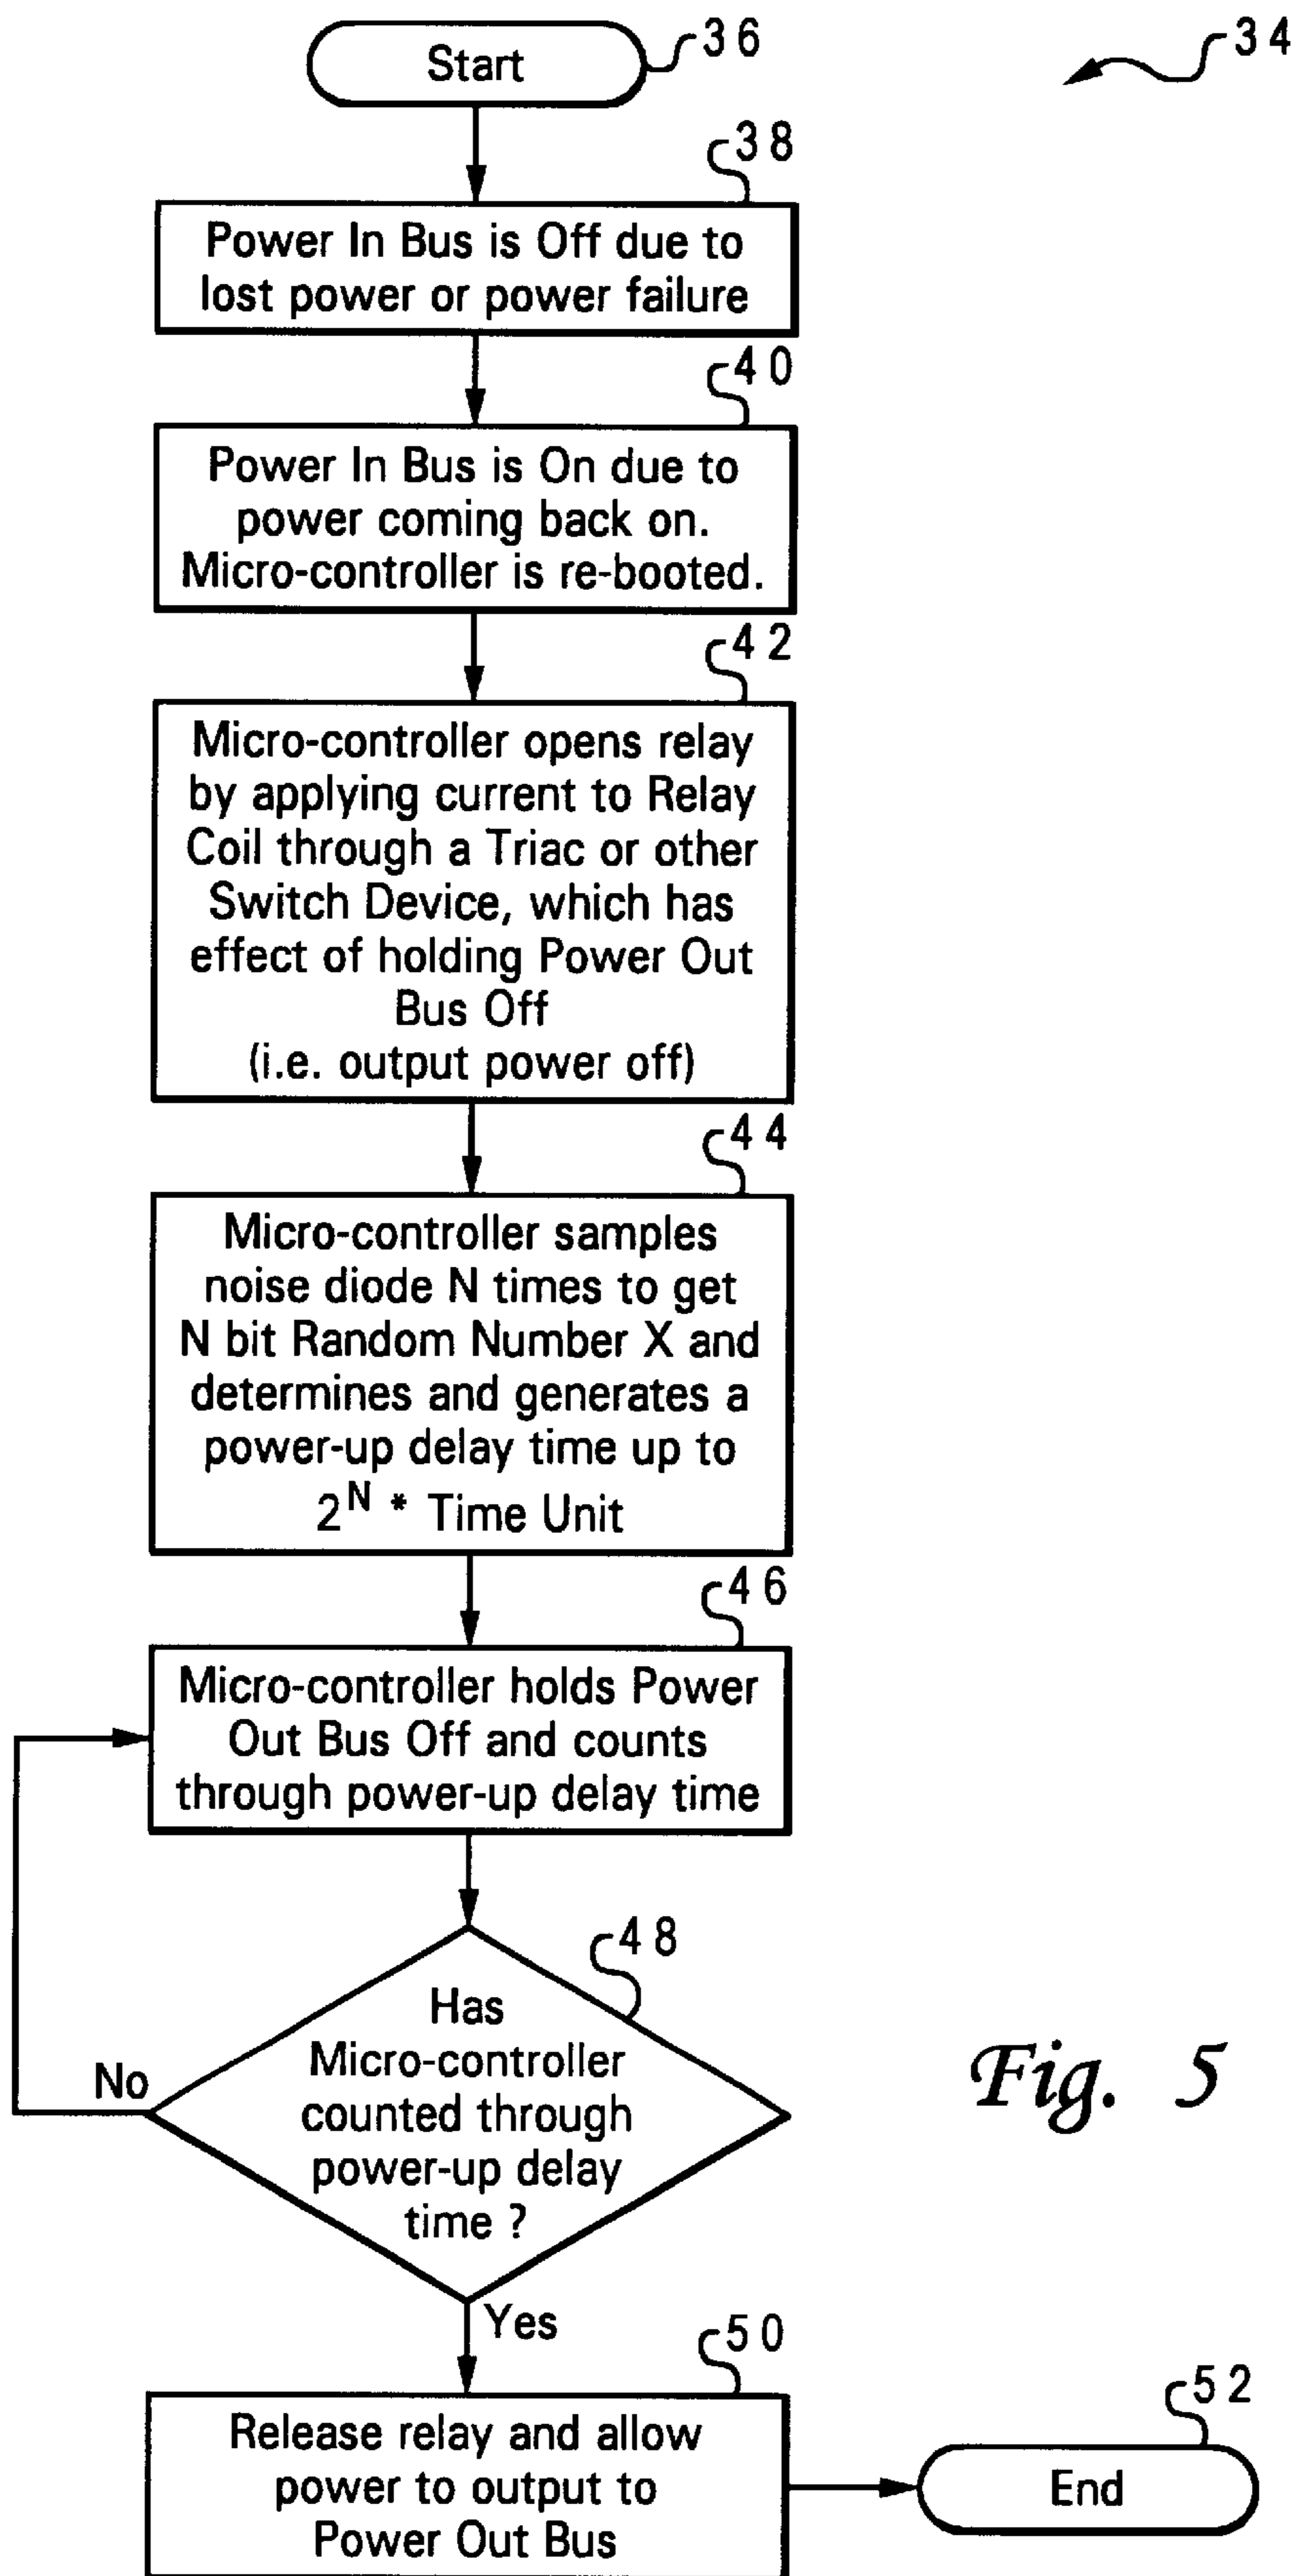 Start
36
34
38
Power In Bus is Off due to
lost power or power failure
40
Power In Bus is On due to
power coming back on.
Micro-controller is re-booted.
42
Micro-controller opens relay
by applying current to Relay
Coil through a Triac or other
Switch Device, which has
effect of holding Power Out
Bus Off
(i.e. output power off)
44
Micro-controller samples
noise diode N times to get
N bit Random Number X and
determines and generates a
power-up delay time up to
2^N * Time Unit
46
Micro-controller holds Power
Out Bus Off and counts
through power-up delay time
48
Has
Micro-controller
counted through
power-up delay
time ?
No
Fig. 5
Yes
50
Release relay and allow
power to output to
Power Out Bus
52
End